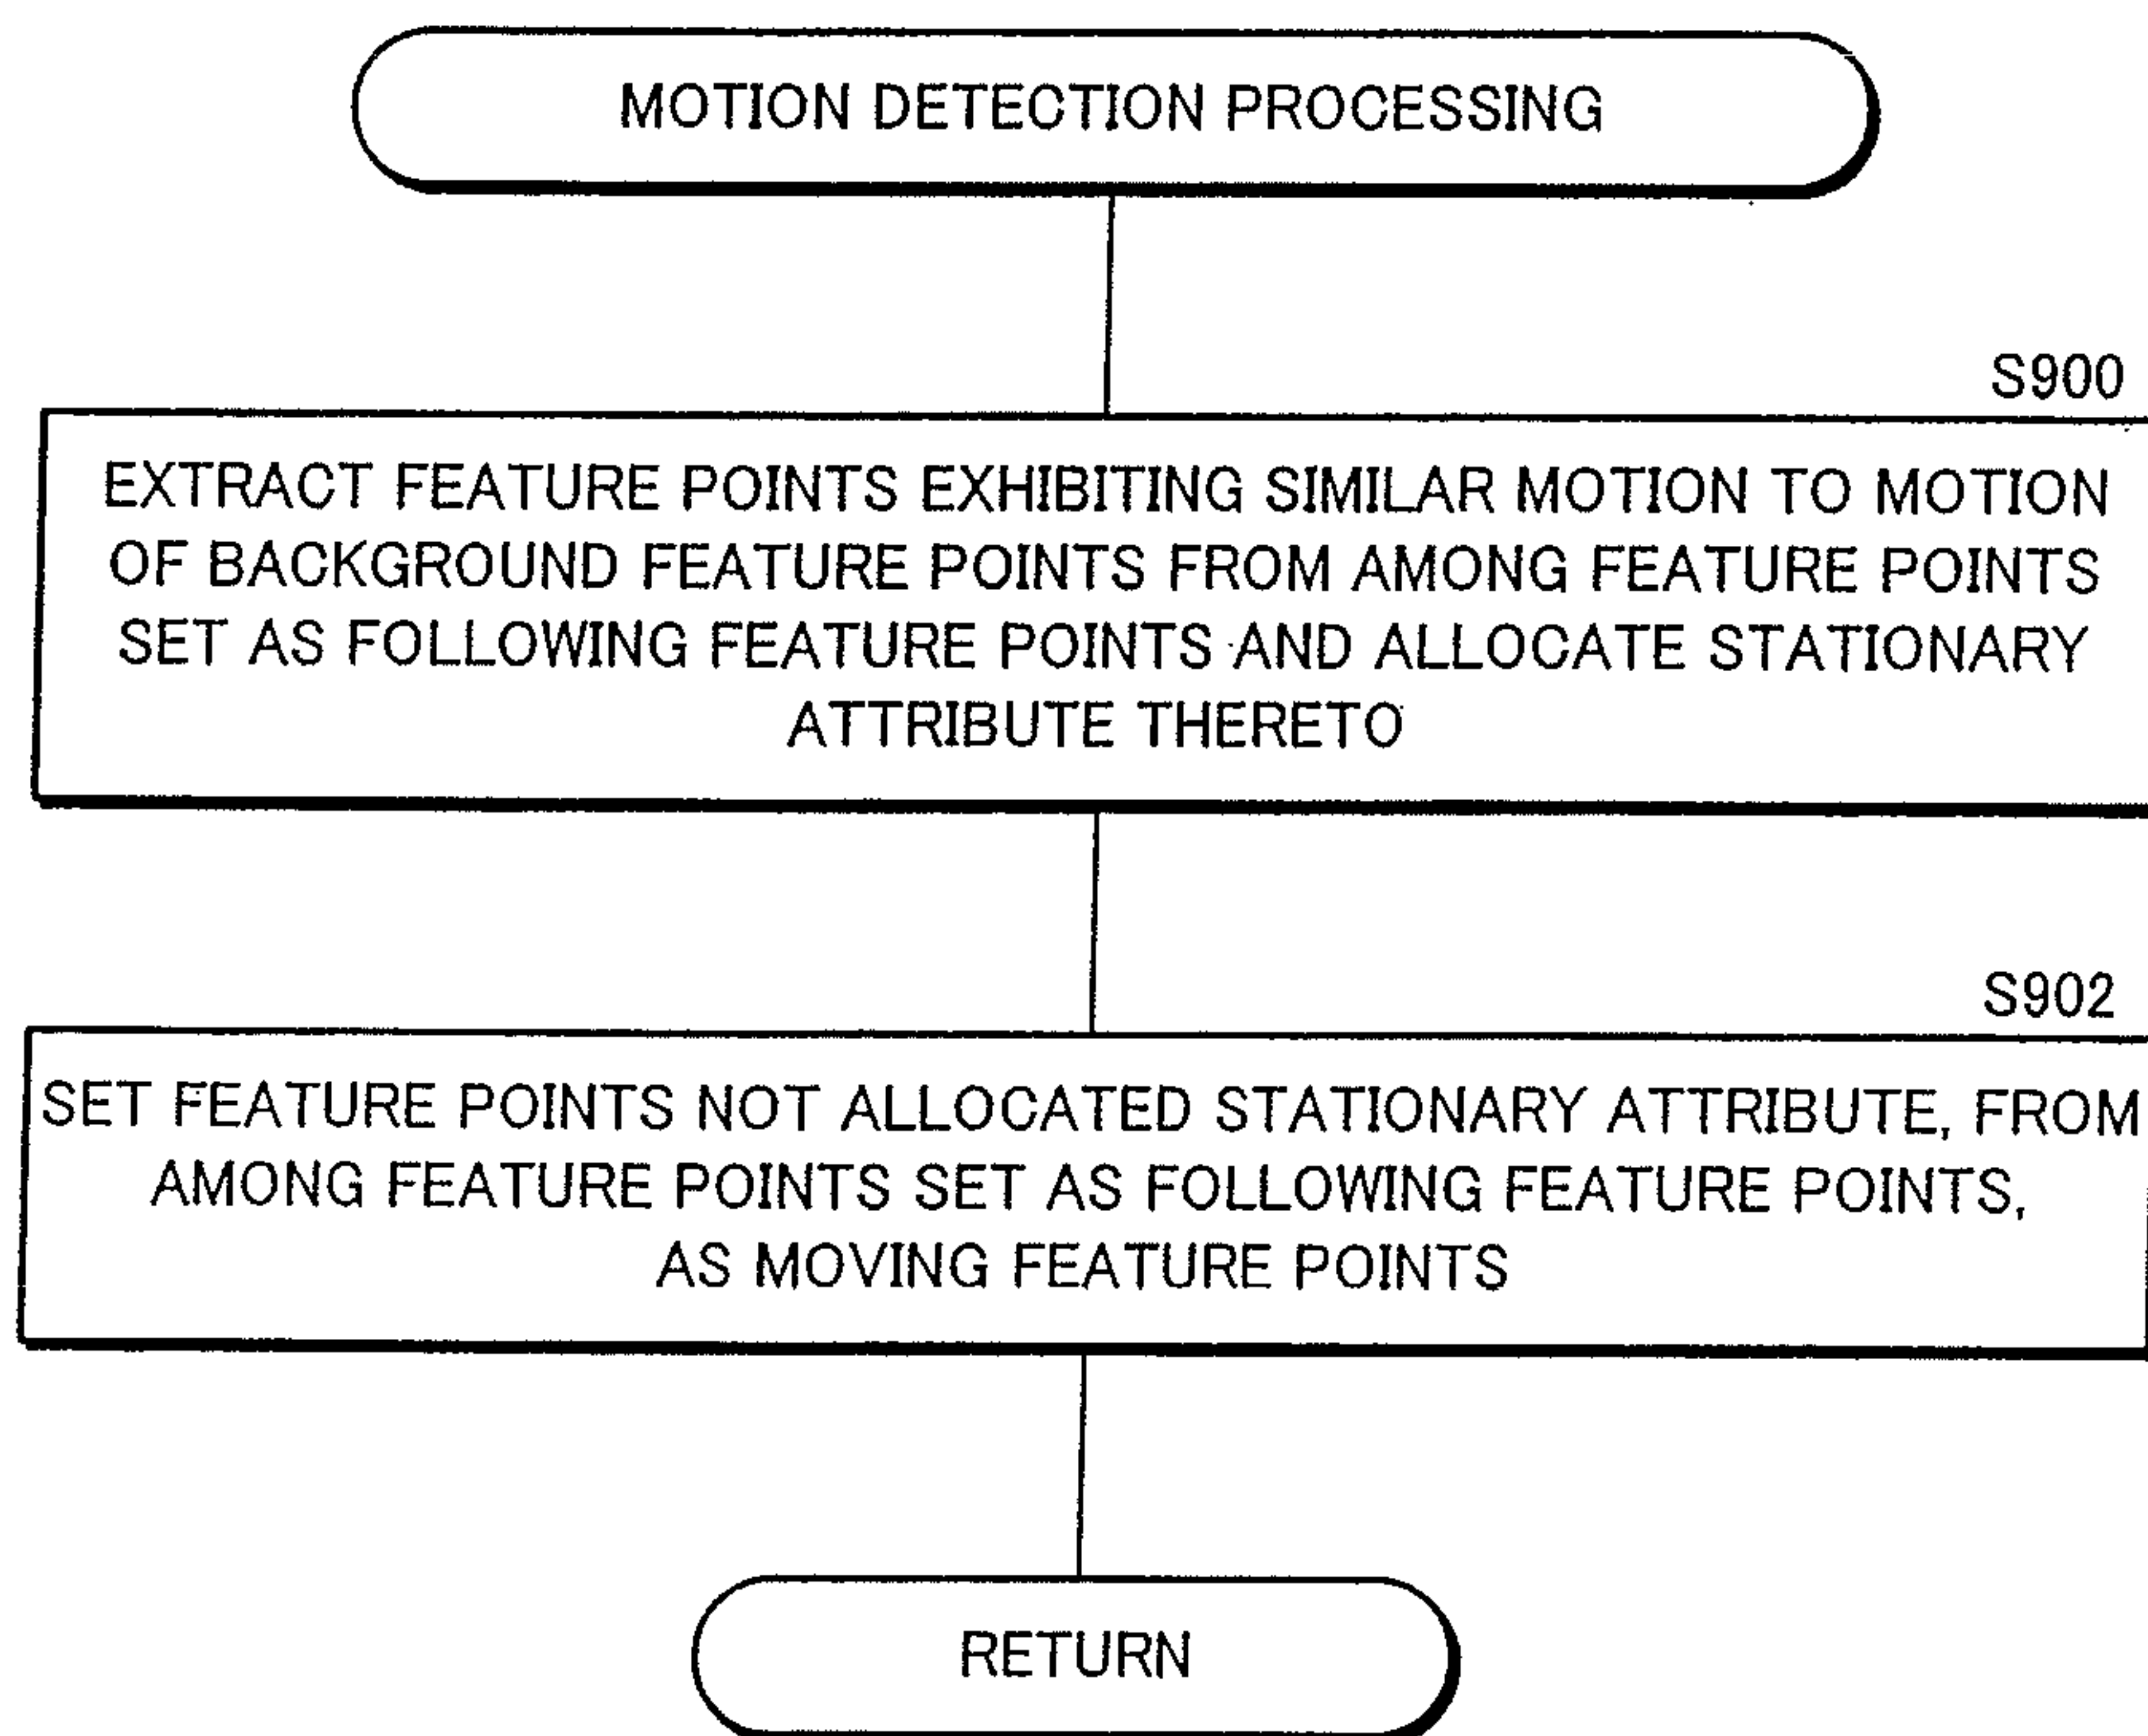 MOTION DETECTION PROCESSING
S900
EXTRACT FEATURE POINTS EXHIBITING SIMILAR MOTION TO MOTION
OF BACKGROUND FEATURE POINTS FROM AMONG FEATURE POINTS
SET AS FOLLOWING FEATURE POINTS AND ALLOCATE STATIONARY
ATTRIBUTE THERETO
S902
SET FEATURE POINTS NOT ALLOCATED STATIONARY ATTRIBUTE, FROM
AMONG FEATURE POINTS SET AS FOLLOWING FEATURE POINTS,
AS MOVING FEATURE POINTS
RETURN